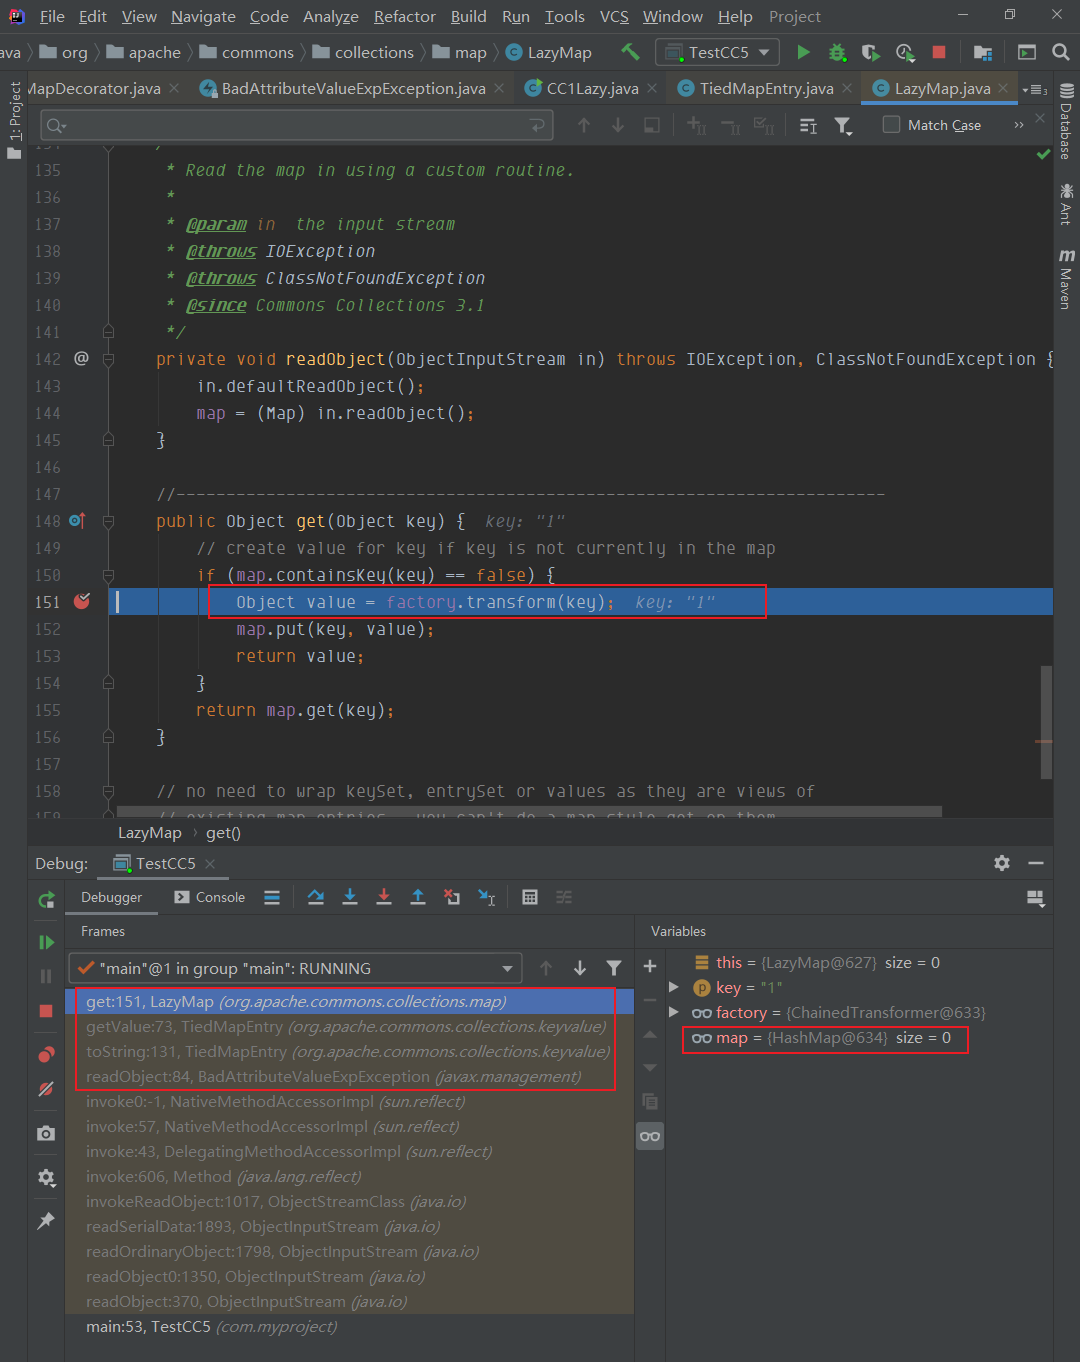 File Edit View Navigate Code Analyze Refactor Build Run Tools VCS Window Help Project
ava org apache commons collections map LazyMap TestCC5
MapDecorator.java BadAttributeValueExpException.java CC1Lazy.java TiedMapEntry.java LazyMap.java 3
1: Project
Match Case
Database
Ant
Maven
135 * Read the map in using a custom routine.
136 *
137 * @param in  the input stream
138 * @throws IOException
139 * @throws ClassNotFoundException
140 * @since Commons Collections 3.1
141 */
142 @ private void readObject(ObjectInputStream in) throws IOException, ClassNotFoundException {
143 in.defaultReadObject();
144 map = (Map) in.readObject();
145 }
146
147 //-----------------------------------------------------------------------
148 public Object get(Object key) { key: "1"
149 // create value for key if key is not currently in the map
150 if (map.containsKey(key) == false) {
151 Object value = factory.transform(key); key: "1"
152 map.put(key, value);
153 return value;
154 }
155 return map.get(key);
156 }
157
158 // no need to wrap keySet, entrySet or values as they are views of
159 // existing map entries - you can't do a map-style get on them.
LazyMap get()
Debug: TestCC5
Debugger Console
Frames
"main"@1 in group "main": RUNNING
get:151, LazyMap (org.apache.commons.collections.map)
getValue:73, TiedMapEntry (org.apache.commons.collections.keyvalue)
toString:131, TiedMapEntry (org.apache.commons.collections.keyvalue)
readObject:84, BadAttributeValueExpException (javax.management)
invoke0:-1, NativeMethodAccessorImpl (sun.reflect)
invoke:57, NativeMethodAccessorImpl (sun.reflect)
invoke:43, DelegatingMethodAccessorImpl (sun.reflect)
invoke:606, Method (java.lang.reflect)
invokeReadObject:1017, ObjectStreamClass (java.io)
readSerialData:1893, ObjectInputStream (java.io)
readOrdinaryObject:1798, ObjectInputStream (java.io)
readObject0:1350, ObjectInputStream (java.io)
readObject:370, ObjectInputStream (java.io)
main:53, TestCC5 (com.myproject)
Variables
this = {LazyMap@627} size = 0
key = "1"
factory = {ChainedTransformer@633}
map = {HashMap@634} size = 0